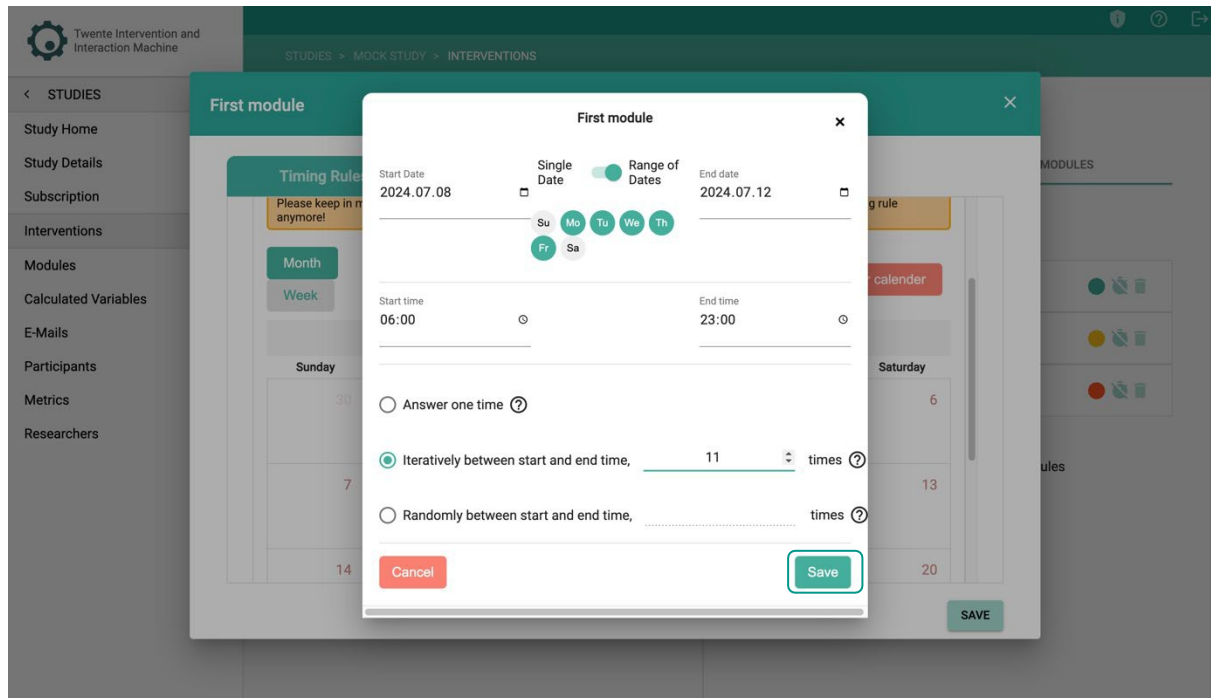 Twente Intervention and
Interaction Machine
STUDIES > MOCK STUDY > INTERVENTIONS
< STUDIES
Study Home
Study Details
Subscription
Interventions
Modules
Calculated Variables
E-Mails
Participants
Metrics
Researchers
First module
MODULES
Timing Rule
Please keep in m
anymore!
g rule
Month
Week
calender
Sunday
Saturday
30
6
7
13
14
20
ules
SAVE
First module
Start Date
2024.07.08
Single
Date
Range of
Dates
End date
2024.07.12
Su Mo Tu We Th
Fr Sa
Start time
06:00
End time
23:00
Answer one time ?
Iteratively between start and end time, 11 times ?
Randomly between start and end time, times ?
Cancel
Save